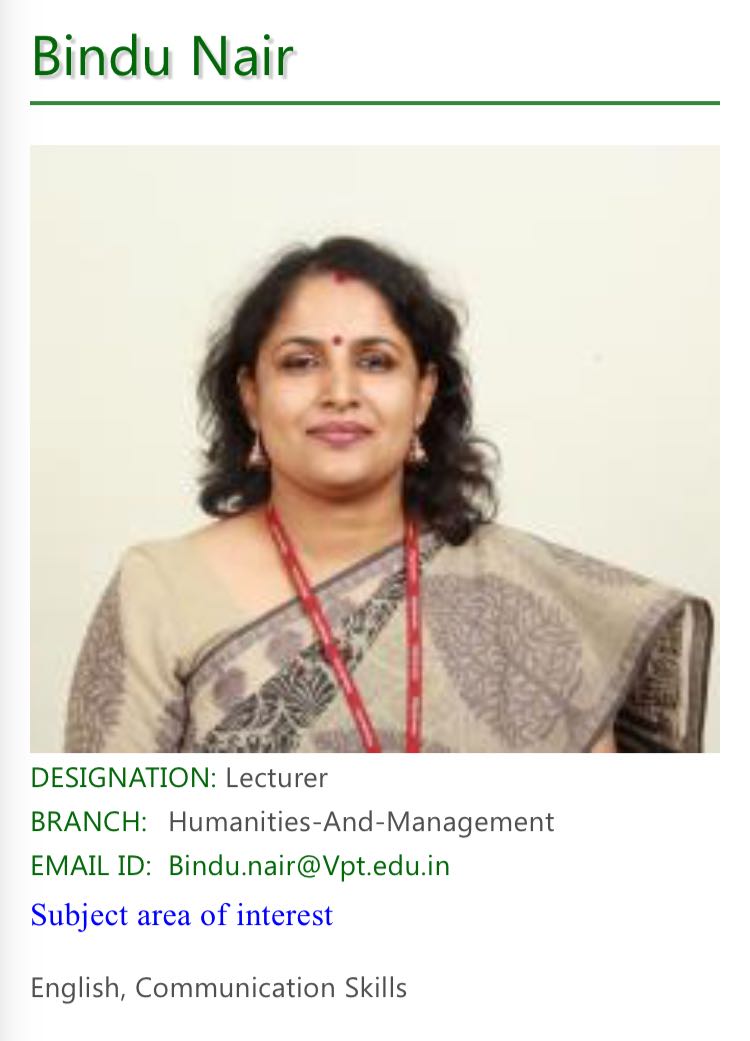 Bindu Nair
DESIGNATION: Lecturer
BRANCH: Humanities-And-Management
EMAIL ID: Bindu.nair@Vpt.edu.in
Subject area of interest
English, Communication Skills